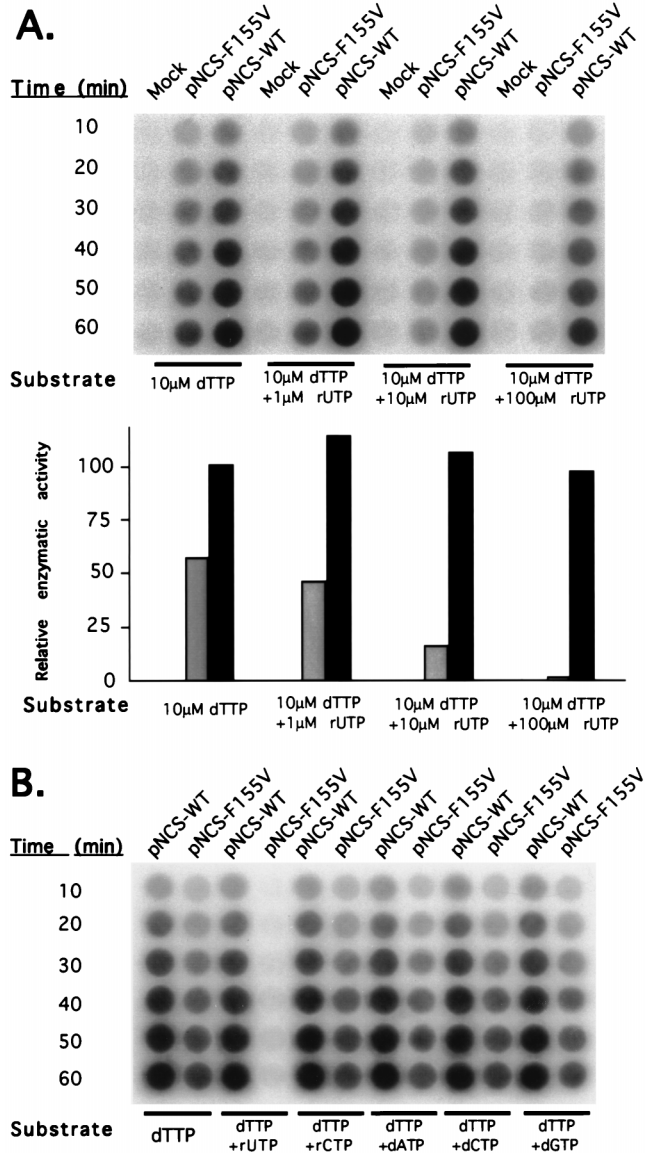 A.
Mock pNCS-F155V pNCS-WT Mock pNCS-F155V pNCS-WT Mock pNCS-F155V pNCS-WT Mock pNCS-F155V pNCS-WT
Time (min)
10
20
30
40
50
60
Substrate
10µM dTTP
10µM dTTP
+1µM rUTP
10µM dTTP
+10µM rUTP
10µM dTTP
+100µM rUTP
Relative enzymatic activity
100
75
50
25
0
Substrate
10µM dTTP
10µM dTTP
+1µM rUTP
10µM dTTP
+10µM rUTP
10µM dTTP
+100µM rUTP
B.
pNCS-WT pNCS-F155V pNCS-WT pNCS-F155V pNCS-WT pNCS-F155V pNCS-WT pNCS-F155V pNCS-WT pNCS-F155V pNCS-WT pNCS-F155V
Time (min)
10
20
30
40
50
60
Substrate
dTTP
dTTP
+rUTP
dTTP
+rCTP
dTTP
+dATP
dTTP
+dCTP
dTTP
+dGTP